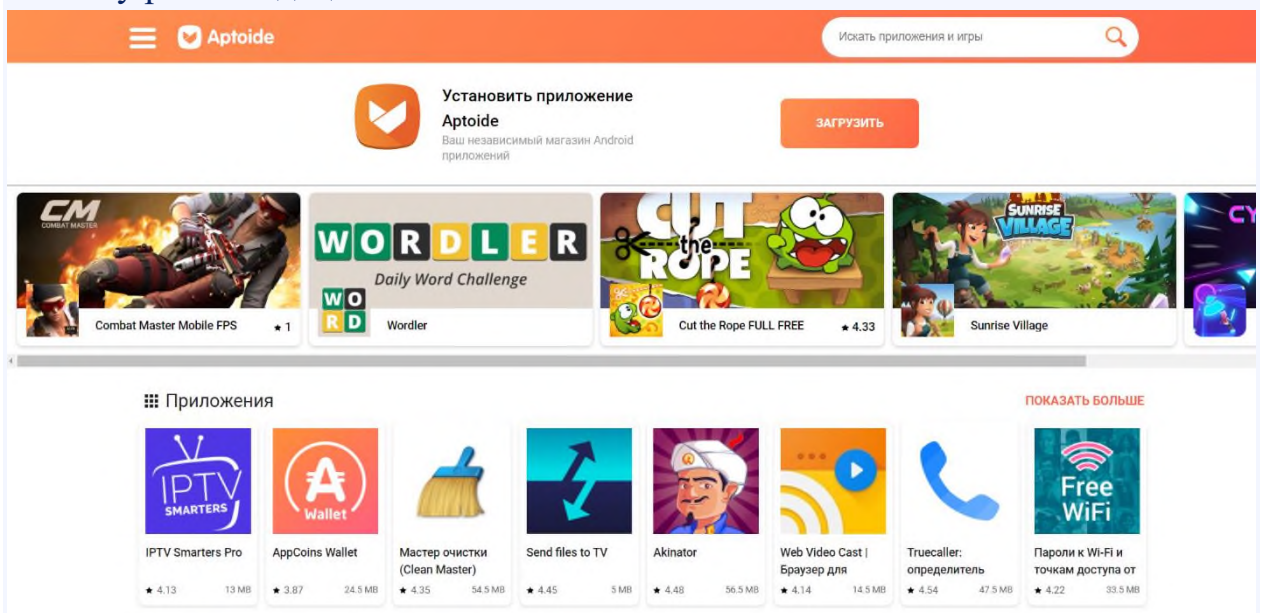 Aptoide
Искать приложения и игры
Установить приложение
Aptoide
Ваш независимый магазин Android
приложений
ЗАГРУЗИТЬ
CM
COMBAT MASTER
Combat Master Mobile FPS
★ 1
WORDLER
Daily Word Challenge
WO
RD
Wordler
CUT
the
ROPE
Cut the Rope FULL FREE
★ 4.33
SUNRISE
VILLAGE
Sunrise Village
CY
Приложения
ПОКАЗАТЬ БОЛЬШЕ
IPTV
SMARTERS
IPTV Smarters Pro
★ 4.13 13 MB
Wallet
AppCoins Wallet
★ 3.87 24.5 MB
Мастер очистки
(Clean Master)
★ 4.35 54.5 MB
Send files to TV
★ 4.45 5 MB
Akinator
★ 4.48 56.5 MB
Web Video Cast |
Браузер для
★ 4.14 14.5 MB
Truecaller:
определитель
★ 4.54 47.5 MB
Free
WiFi
Пароли к Wi-Fi и
точкам доступа от
★ 4.22 33.5 MB